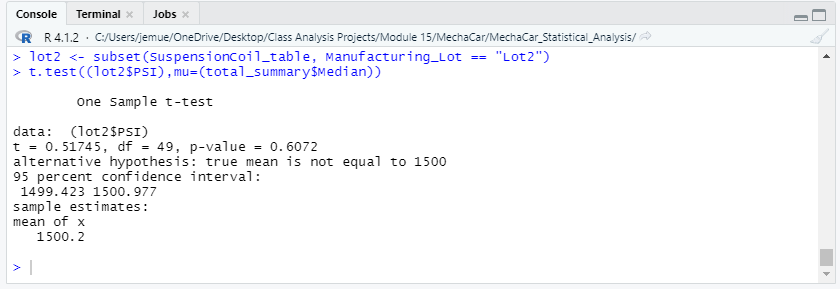 Console Terminal × Jobs ×
R 4.1.2 · C:/Users/jemue/OneDrive/Desktop/Class Analysis Projects/Module 15/MechaCar/MechaCar_Statistical_Analysis/
> lot2 <- subset(SuspensionCoil_table, Manufacturing_Lot == "Lot2")
> t.test((lot2$PSI),mu=(total_summary$Median))
One Sample t-test
data:  (lot2$PSI)
t = 0.51745, df = 49, p-value = 0.6072
alternative hypothesis: true mean is not equal to 1500
95 percent confidence interval:
1499.423 1500.977
sample estimates:
mean of x
1500.2
>